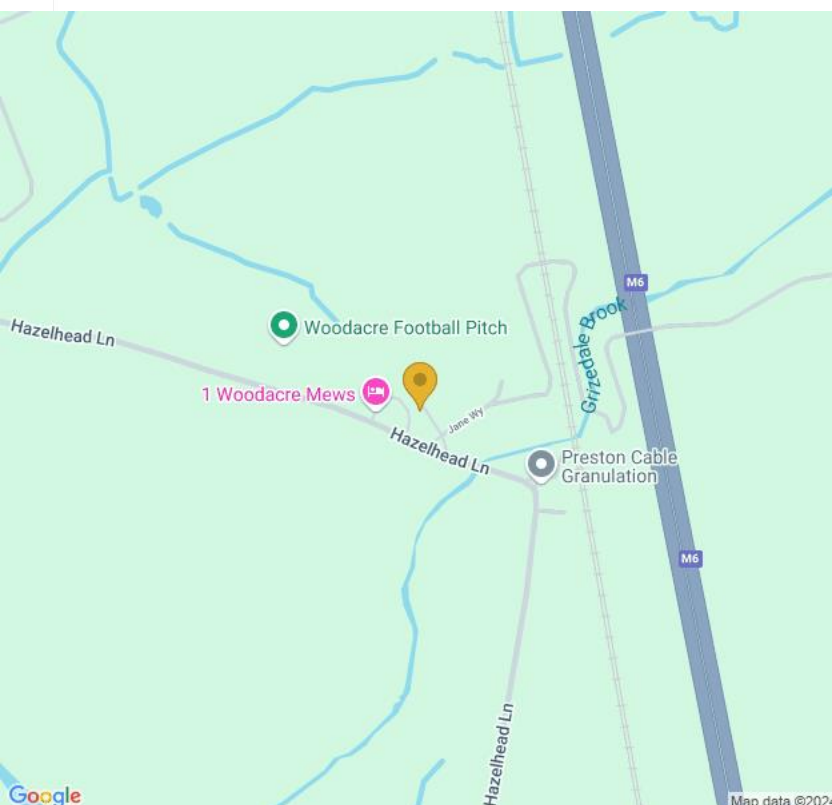 M6
Grizedale Brook
Hazelhead Ln
Woodacre Football Pitch
1 Woodacre Mews
Jane Wy
Hazelhead Ln
Preston Cable
Granulation
M6
Hazelhead Ln
Google
Map data ©2024